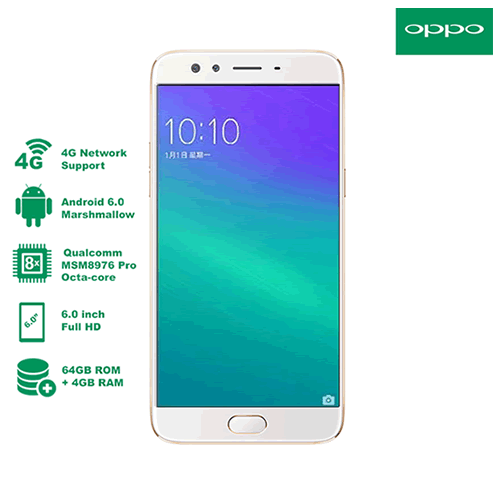 oppo
10:10
1月1日 星期一
4G
4G Network
Support
Android 6.0
Marshmallow
8x
Qualcomm
MSM8976 Pro
Octa-core
6.0"
6.0 inch
Full HD
64GB ROM
+ 4GB RAM